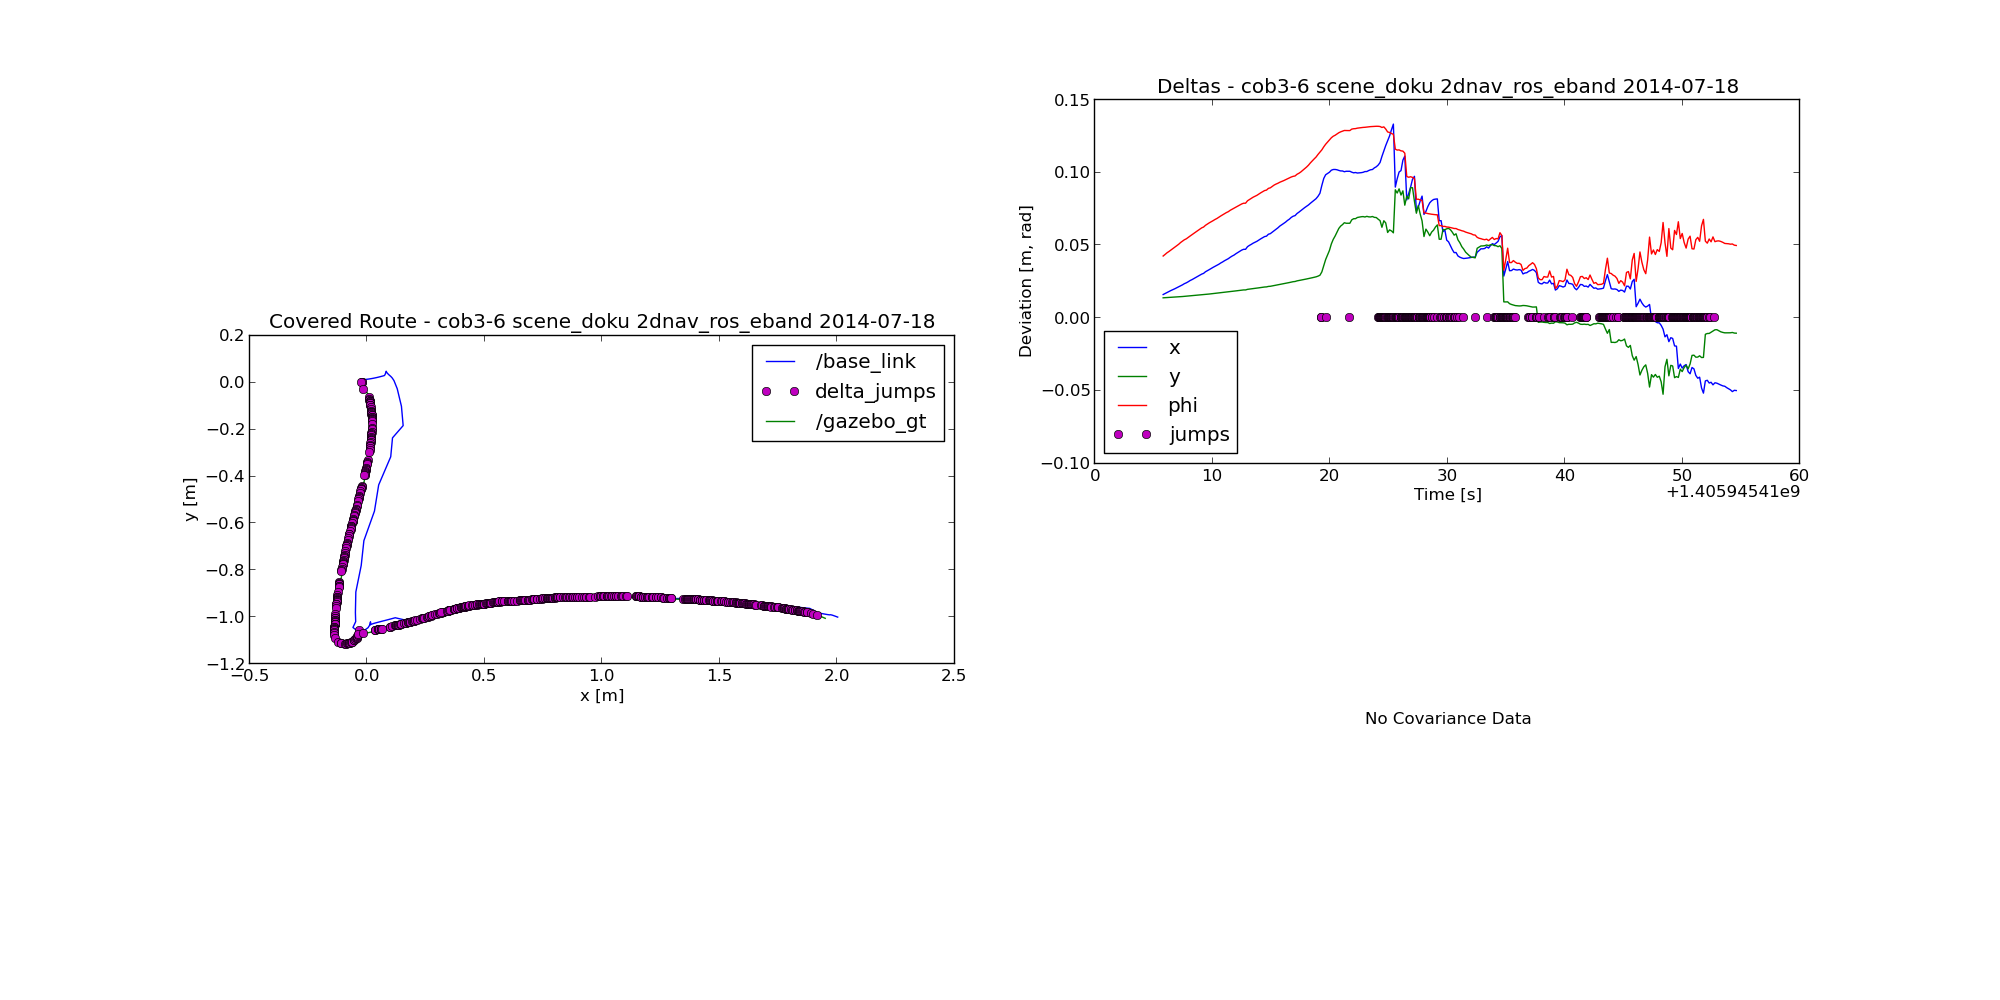 Covered Route - cob3-6 scene_doku 2dnav_ros_eband 2014-07-18
0.2
0.0
−0.2
−0.4
−0.6
−0.8
−1.0
−1.2
y [m]
/base_link
delta_jumps
/gazebo_gt
−0.5 0.0 0.5 1.0 1.5 2.0 2.5
x [m]
Deltas - cob3-6 scene_doku 2dnav_ros_eband 2014-07-18
0.15
0.10
0.05
0.00
−0.05
−0.10
Deviation [m, rad]
x
y
phi
jumps
0 10 20 30 40 50 60
Time [s]
+1.40594541e9
No Covariance Data